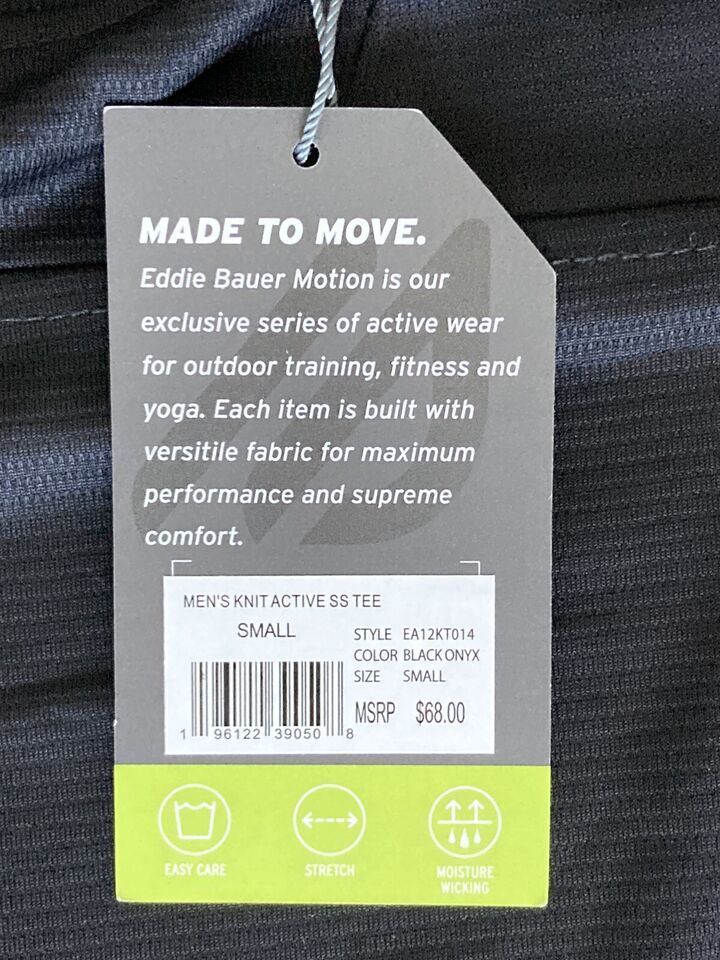 MADE TO MOVE.
Eddie Bauer Motion is our
exclusive series of active wear
for outdoor training, fitness and
yoga. Each item is built with
versitile fabric for maximum
performance and supreme
comfort.
MEN'S KNIT ACTIVE SS TEE
SMALL
STYLE EA12KT014
COLOR BLACK ONYX
SIZE SMALL
MSRP $68.00
1 96122 39050 8
EASY CARE
STRETCH
MOISTURE
WICKING